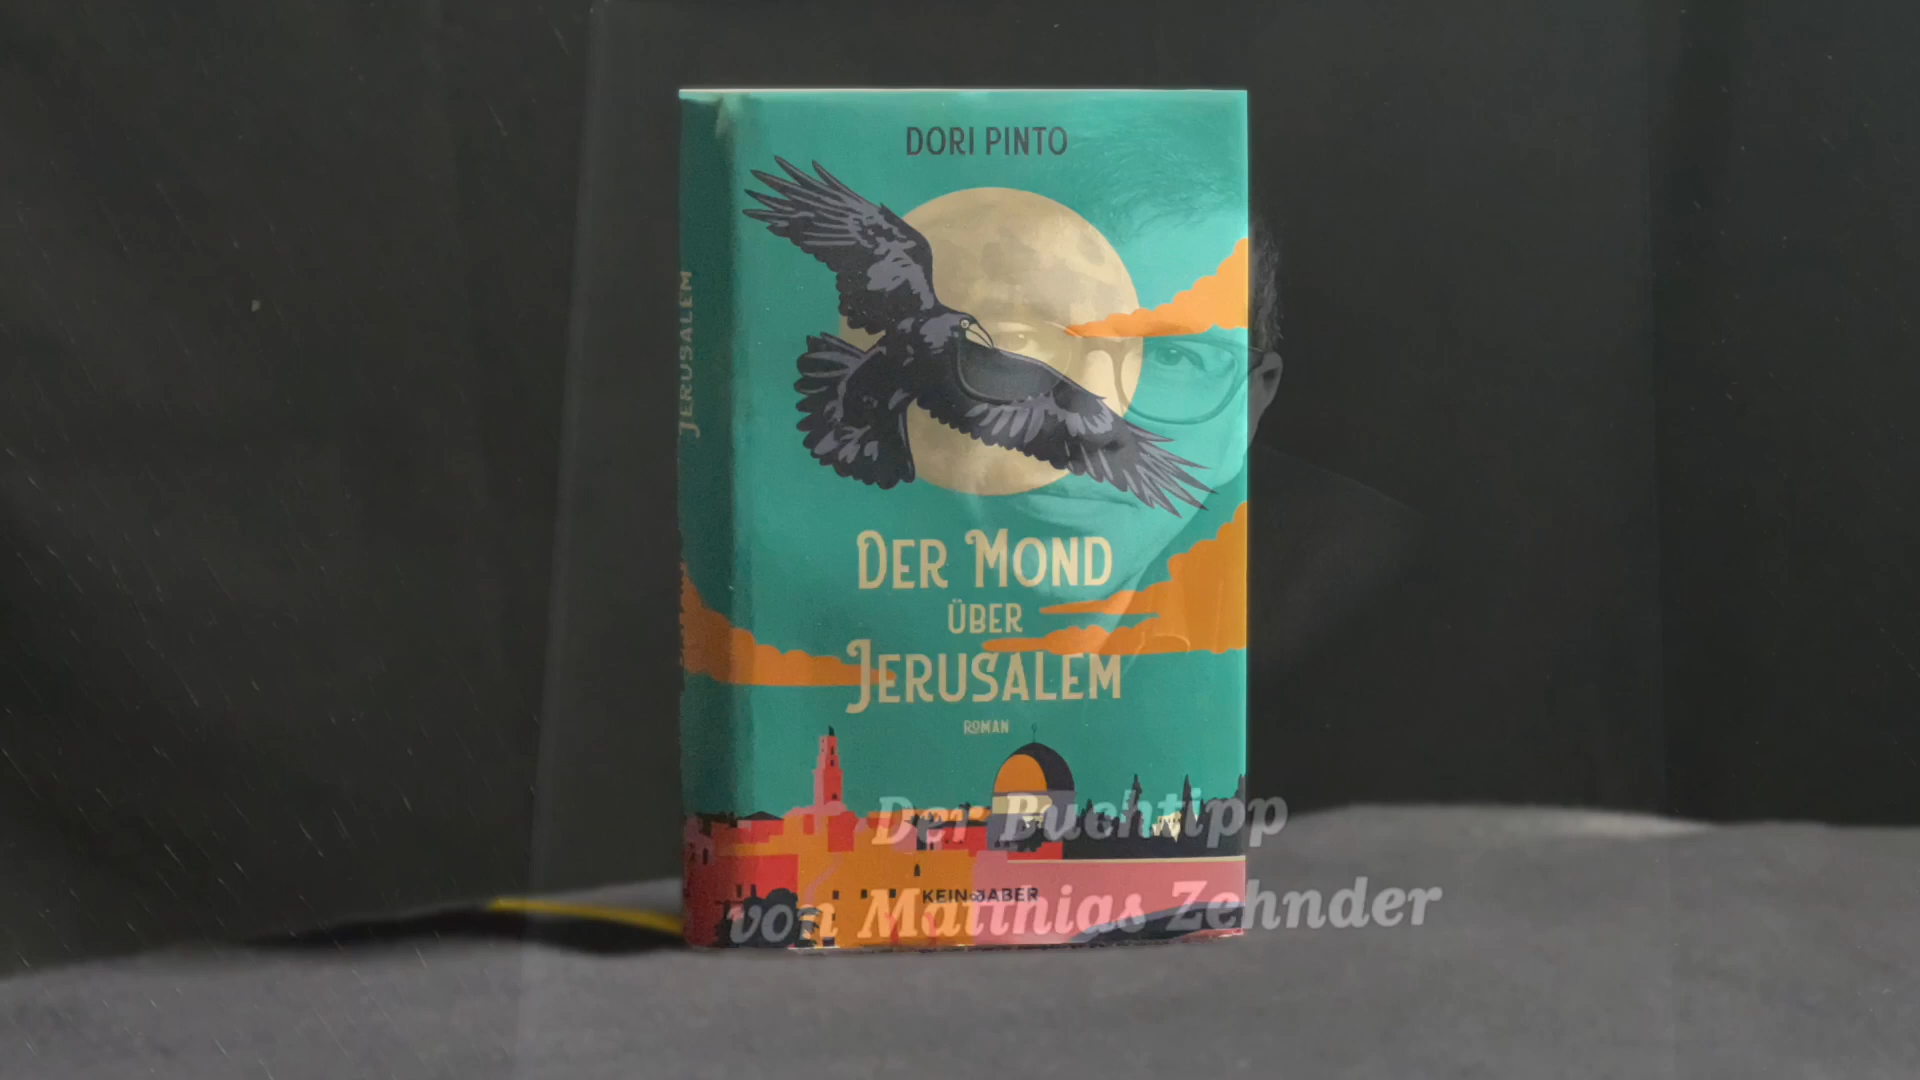 DORI PINTO
JERUSALEM
DER MOND
ÜBER
JERUSALEM
ROMAN
Der Buchtipp
KEIN & ABER
von Matthias Zehnder